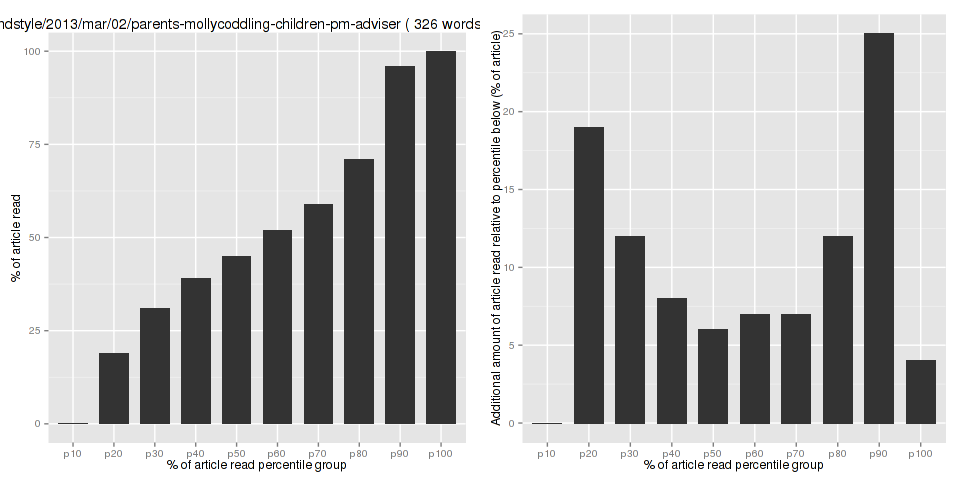 ndstyle/2013/mar/02/parents-mollycoddling-children-pm-adviser ( 326 words
% of article read
100
75
50
25
0
p10 p20 p30 p40 p50 p60 p70 p80 p90 p100
% of article read percentile group
Additional amount of article read relative to percentile below (% of article)
25
20
15
10
5
0
p10 p20 p30 p40 p50 p60 p70 p80 p90 p100
% of article read percentile group